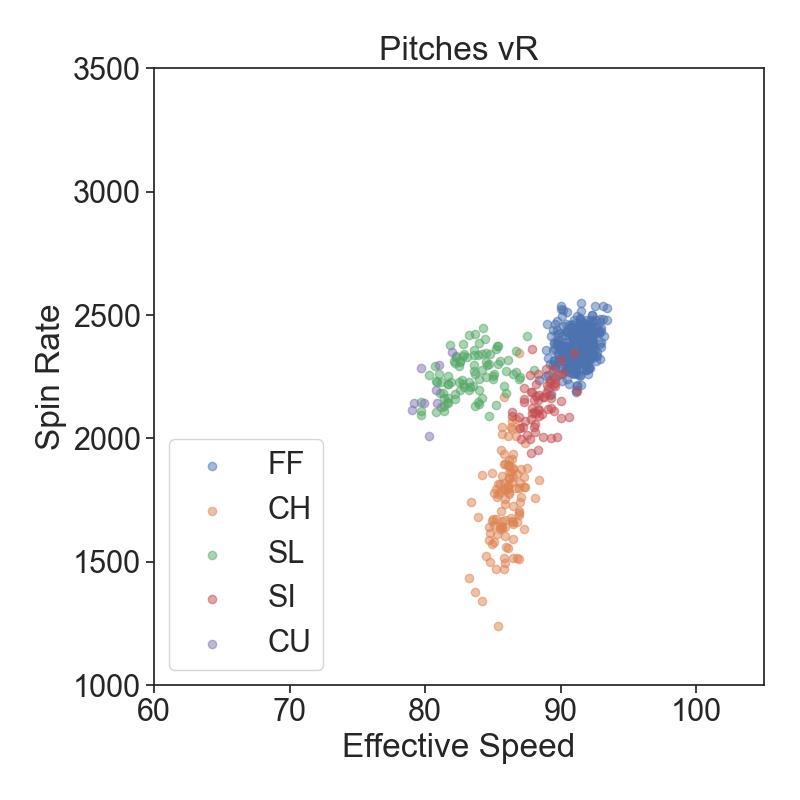 Pitches vR
3500
3000
2500
2000
1500
1000
Spin Rate
FF
CH
SL
SI
CU
60 70 80 90 100
Effective Speed